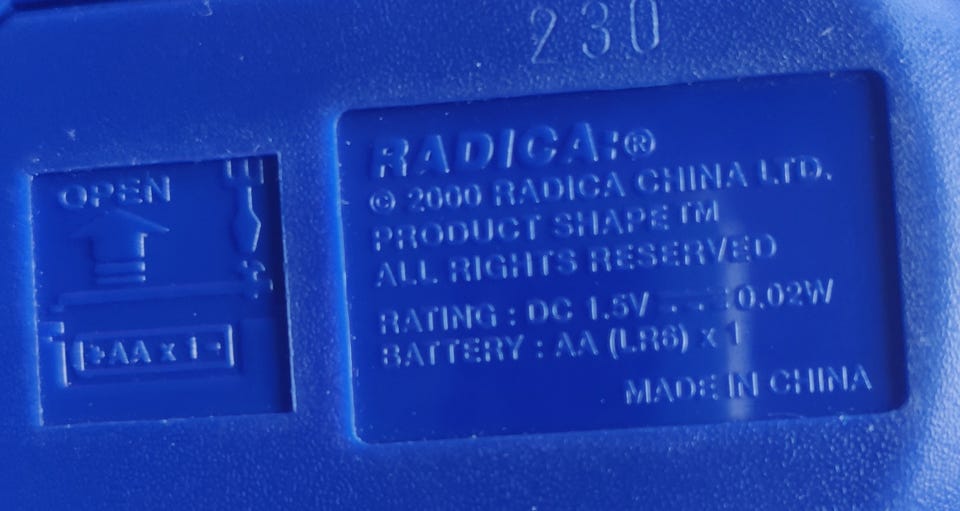 230
OPEN
+AA x 1 -
RADICA:®
© 2000 RADICA CHINA LTD.
PRODUCT SHAPE TM
ALL RIGHTS RESERVED
RATING : DC 1.5V ⎓ 0.02W
BATTERY : AA (LR6) x 1
MADE IN CHINA